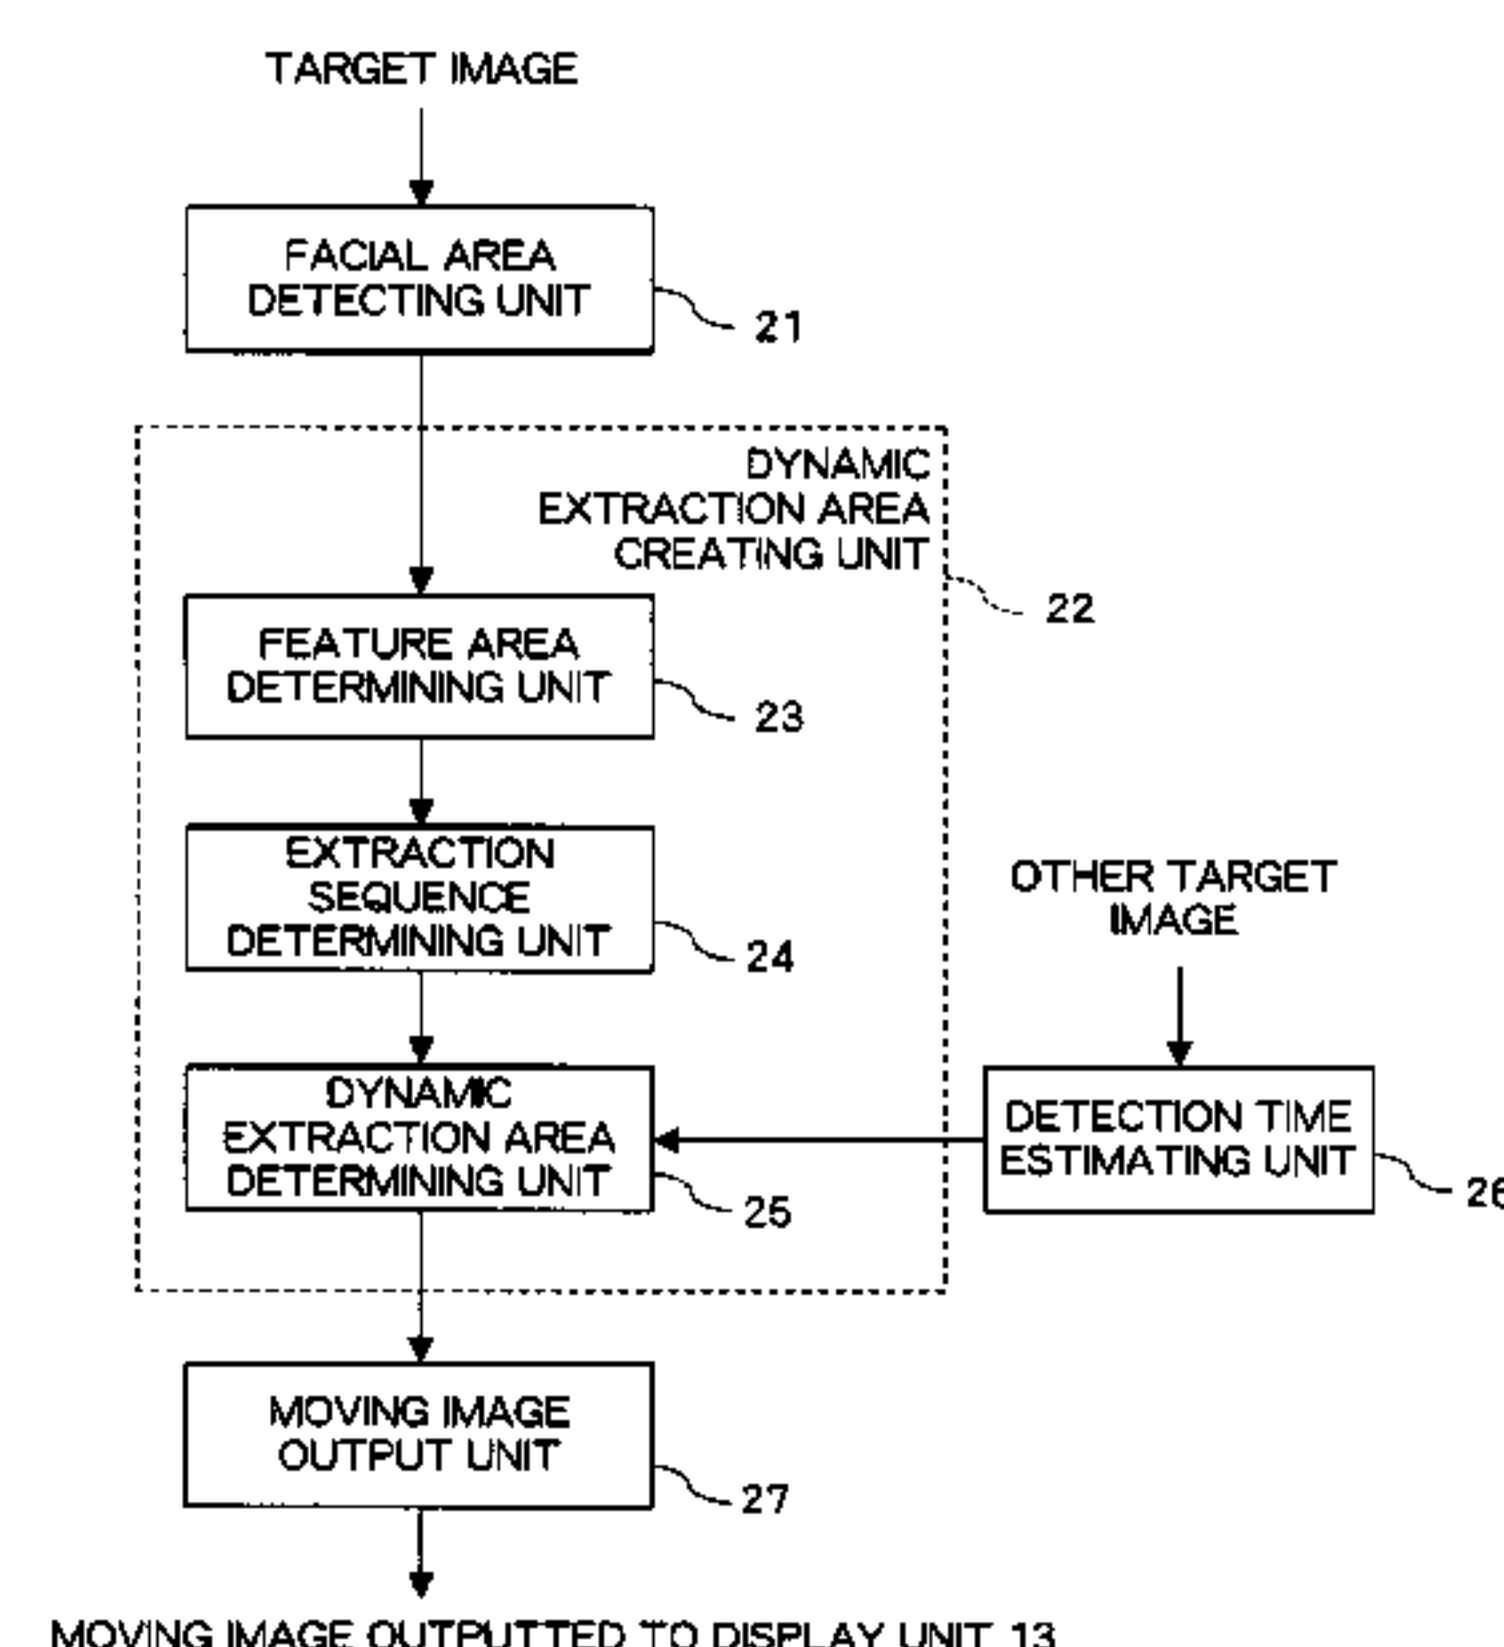 TARGET IMAGE
FACIAL AREA
DETECTING UNIT
21
DYNAMIC
EXTRACTION AREA
CREATING UNIT
22
FEATURE AREA
DETERMINING UNIT
23
EXTRACTION
SEQUENCE
DETERMINING UNIT
24
OTHER TARGET
IMAGE
DYNAMIC
EXTRACTION AREA
DETERMINING UNIT
25
DETECTION TIME
ESTIMATING UNIT
26
MOVING IMAGE
OUTPUT UNIT
27
MOVING IMAGE OUTPUTTED TO DISPLAY UNIT 13